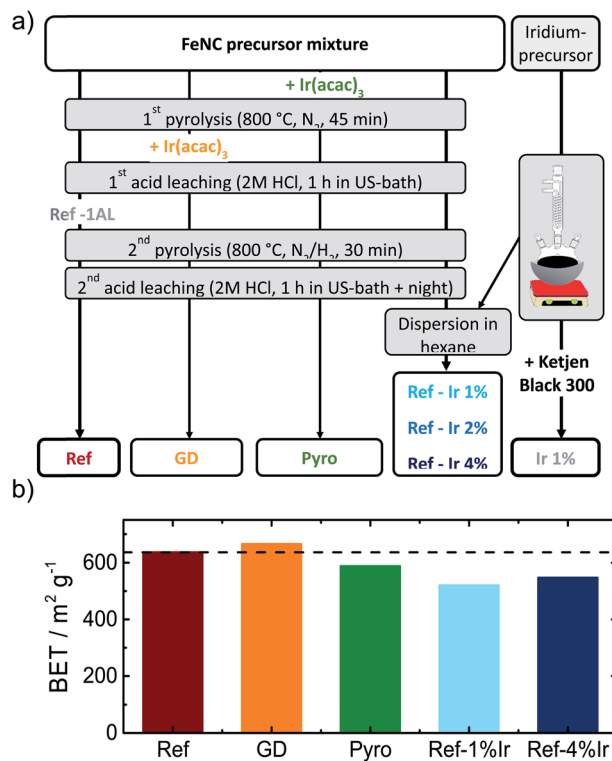 a)
FeNC precursor mixture
Iridium-
precursor
+ Ir(acac)₃
1ˢᵗ pyrolysis (800 °C, N₂, 45 min)
+ Ir(acac)₃
1ˢᵗ acid leaching (2M HCl, 1 h in US-bath)
Ref -1AL
2ⁿᵈ pyrolysis (800 °C, N₂/H₂, 30 min)
2ⁿᵈ acid leaching (2M HCl, 1 h in US-bath + night)
Dispersion in
hexane
+ Ketjen
Black 300
Ref - Ir 1%
Ref - Ir 2%
Ref - Ir 4%
Ref
GD
Pyro
Ir 1%
b)
BET / m² g⁻¹
600
400
200
0
Ref
GD
Pyro
Ref-1%Ir
Ref-4%Ir